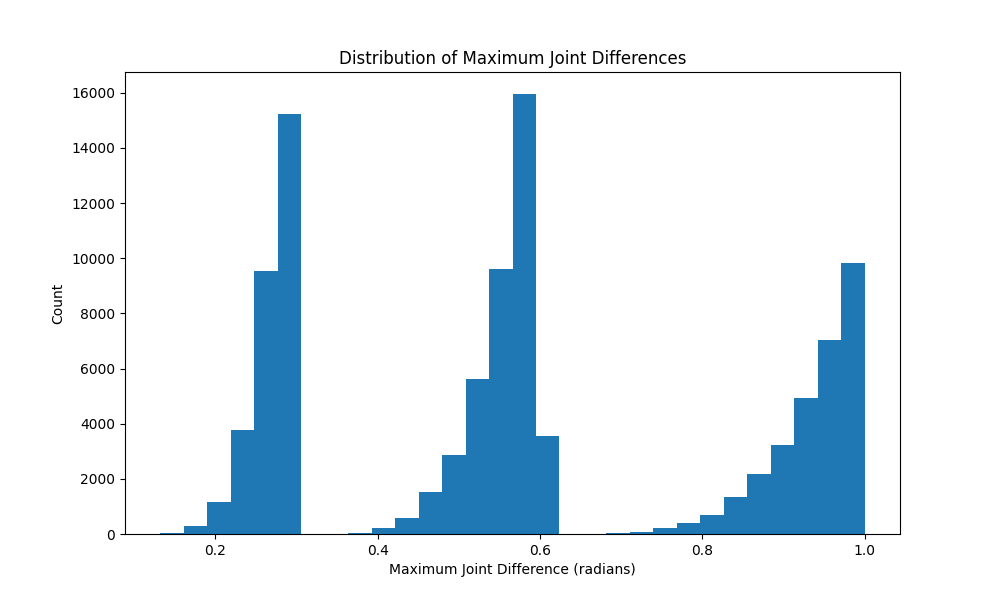 Distribution of Maximum Joint Differences
16000
14000
12000
10000
8000
6000
4000
2000
0
Count
0.2 0.4 0.6 0.8 1.0
Maximum Joint Difference (radians)